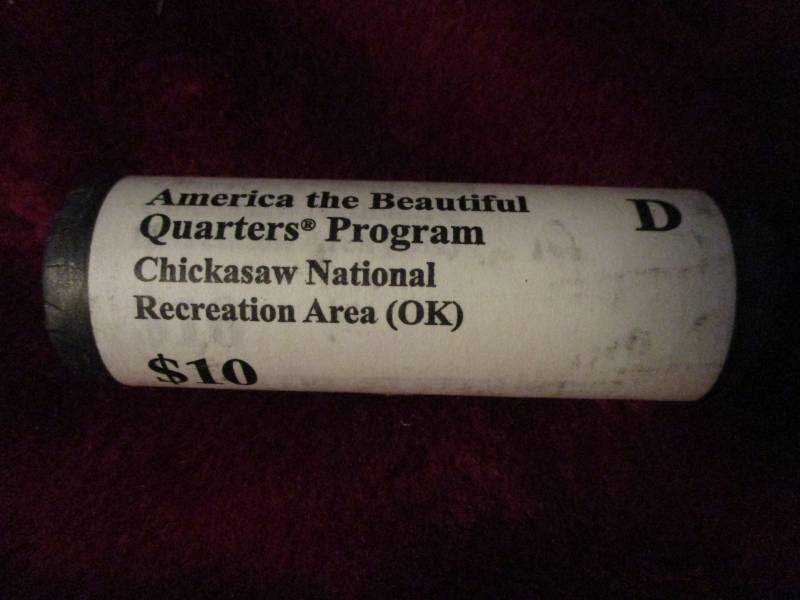 America the Beautiful
Quarters® Program
Chickasaw National
Recreation Area (OK)
$10
D